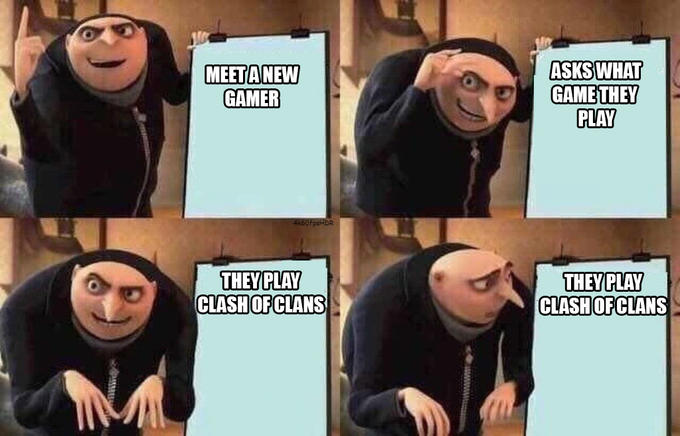 MEET A NEW
GAMER
ASKS WHAT
GAME THEY
PLAY
THEY PLAY
CLASH OF CLANS
THEY PLAY
CLASH OF CLANS